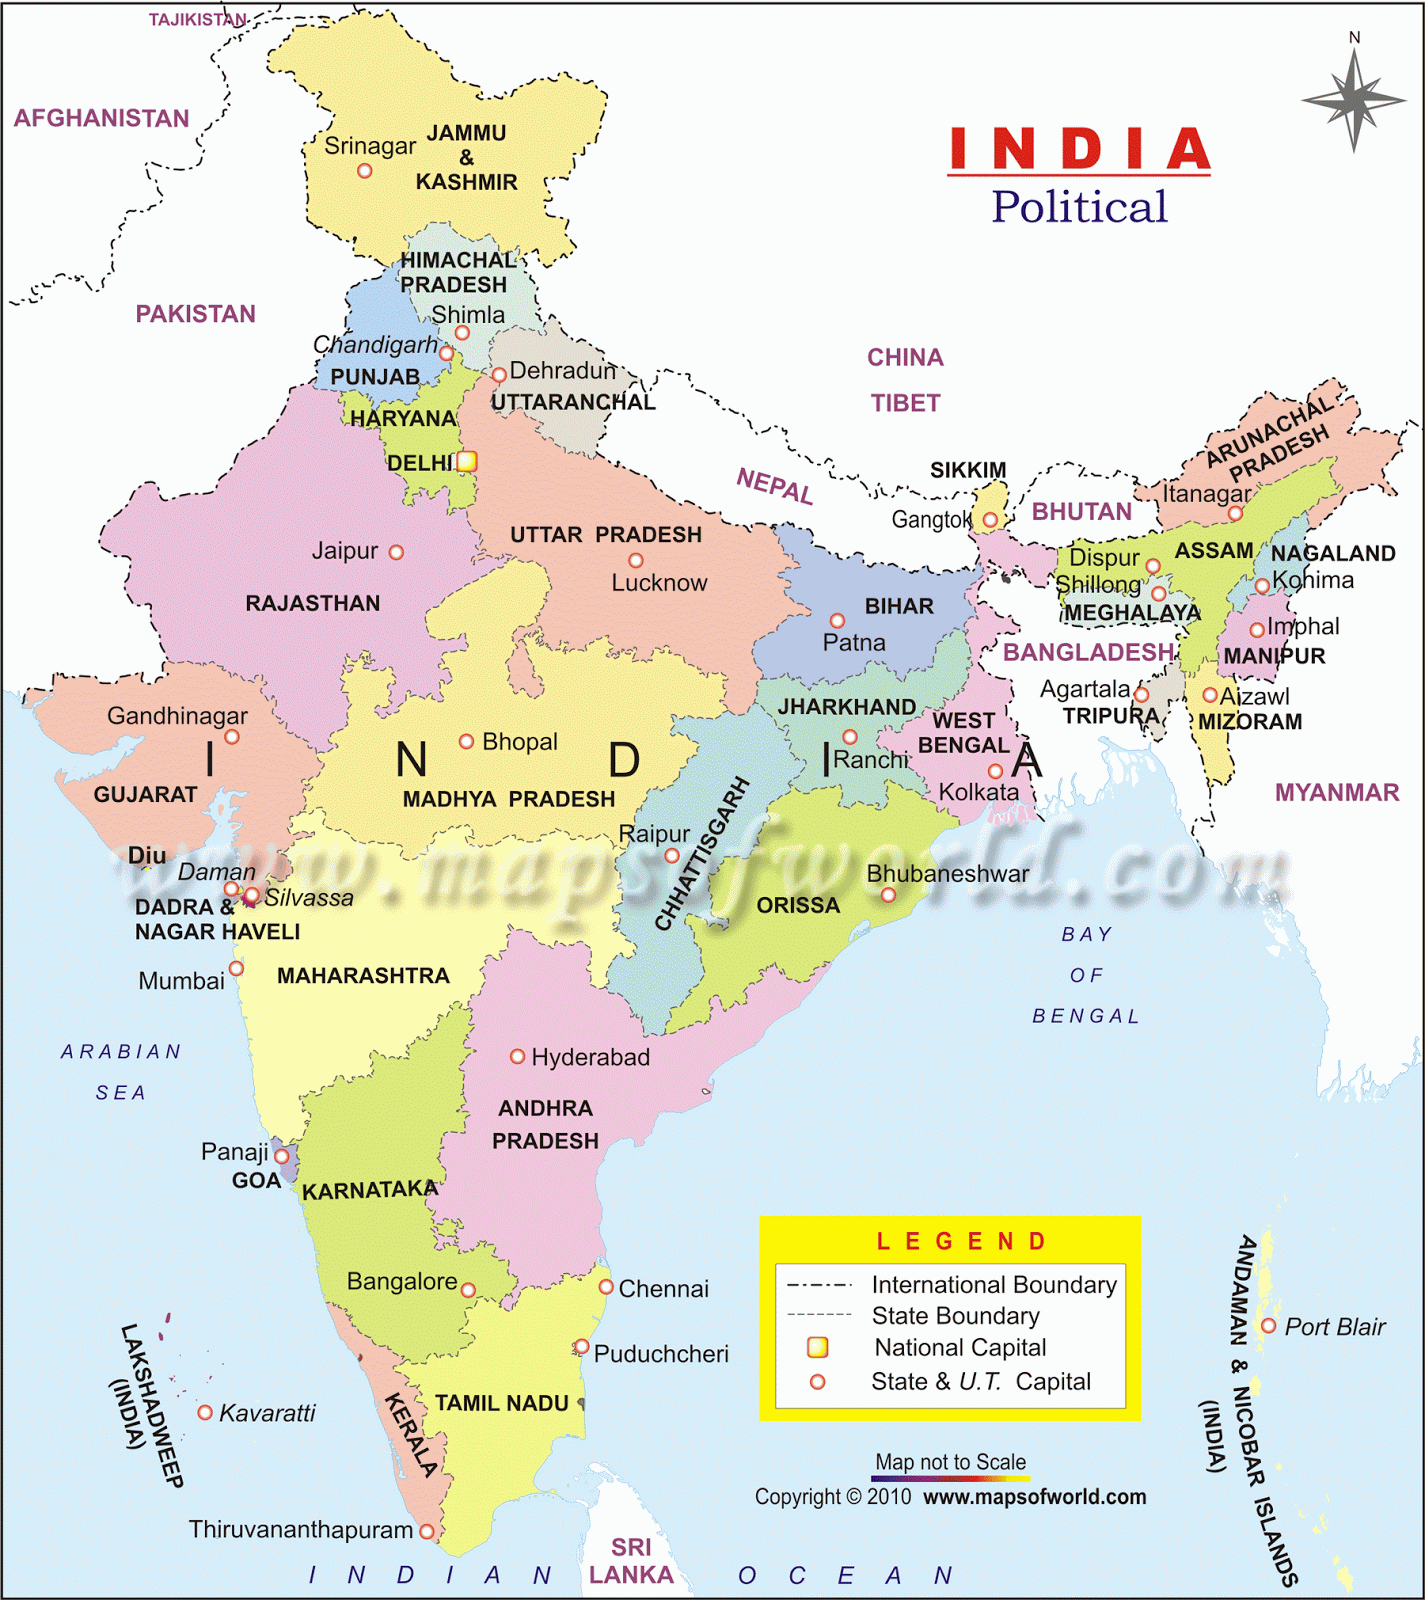 TAJIKISTAN
N
AFGHANISTAN
INDIA
Political
JAMMU
&
KASHMIR
Srinagar
HIMACHAL
PRADESH
Shimla
PAKISTAN
Chandigarh
PUNJAB
Dehradun
UTTARANCHAL
CHINA
TIBET
HARYANA
DELHI
NEPAL
SIKKIM
Gangtok
BHUTAN
ARUNACHAL
PRADESH
Itanagar
Jaipur
RAJASTHAN
UTTAR PRADESH
Lucknow
BIHAR
Patna
Dispur
ASSAM
NAGALAND
Kohima
Shillong
MEGHALAYA
Imphal
MANIPUR
BANGLADESH
Agartala
TRIPURA
Aizawl
MIZORAM
Gandhinagar
GUJARAT
I N D I A
Bhopal
MADHYA PRADESH
JHARKHAND
Ranchi
WEST
BENGAL
Kolkata
MYANMAR
CHHATTISGARH
Raipur
www.mapsofworld.com
Diu
Daman
Silvassa
DADRA &
NAGAR HAVELI
Bhubaneshwar
ORISSA
Mumbai
MAHARASHTRA
BAY
OF
BENGAL
ARABIAN
SEA
Hyderabad
ANDHRA
PRADESH
Panaji
GOA
KARNATAKA
Bangalore
Chennai
Puduchcheri
LAKSHADWEEP
(INDIA)
Kavaratti
KERALA
TAMIL NADU
Thiruvananthapuram
LEGEND
International Boundary
State Boundary
National Capital
State & U.T. Capital
Map not to Scale
Copyright © 2010 www.mapsofworld.com
ANDAMAN & NICOBAR ISLANDS
(INDIA)
Port Blair
SRI
LANKA
INDIAN OCEAN